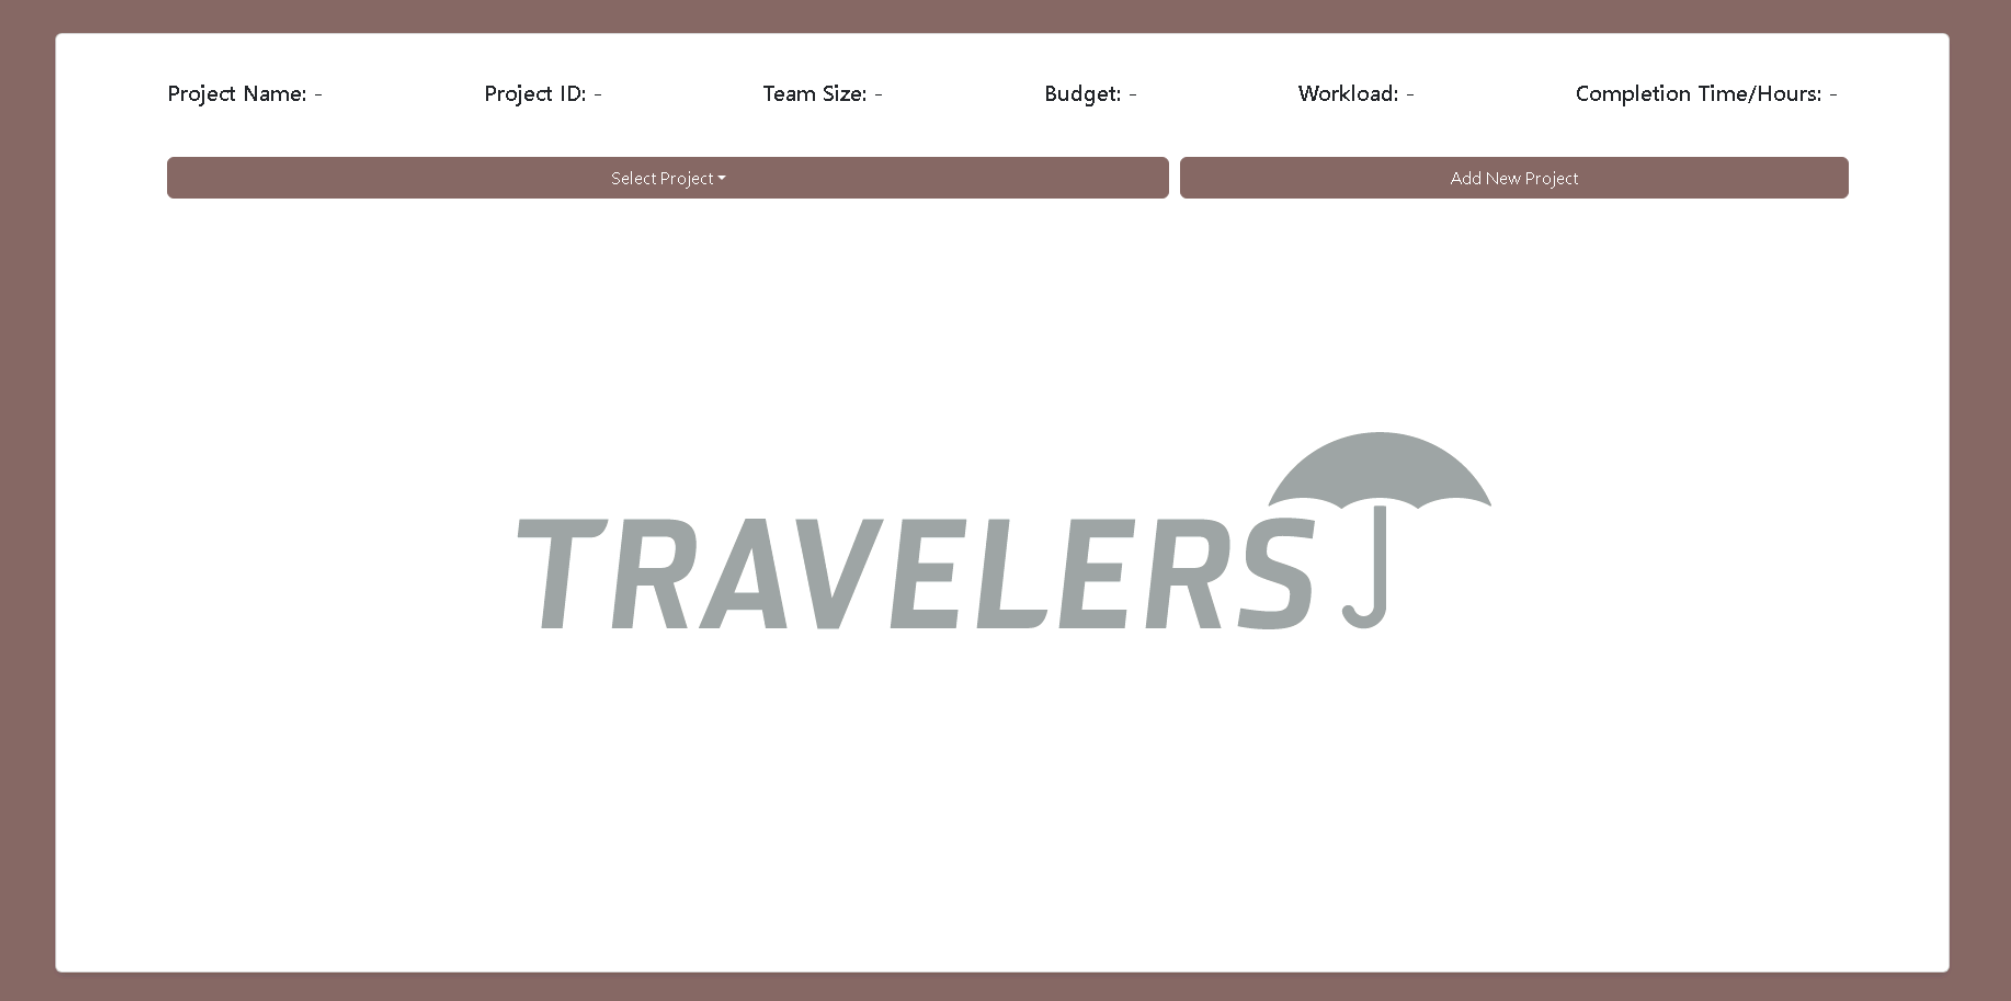 Project Name: - Project ID: - Team Size: - Budget: - Workload: - Completion Time/Hours: -
Select Project Add New Project
TRAVELERS